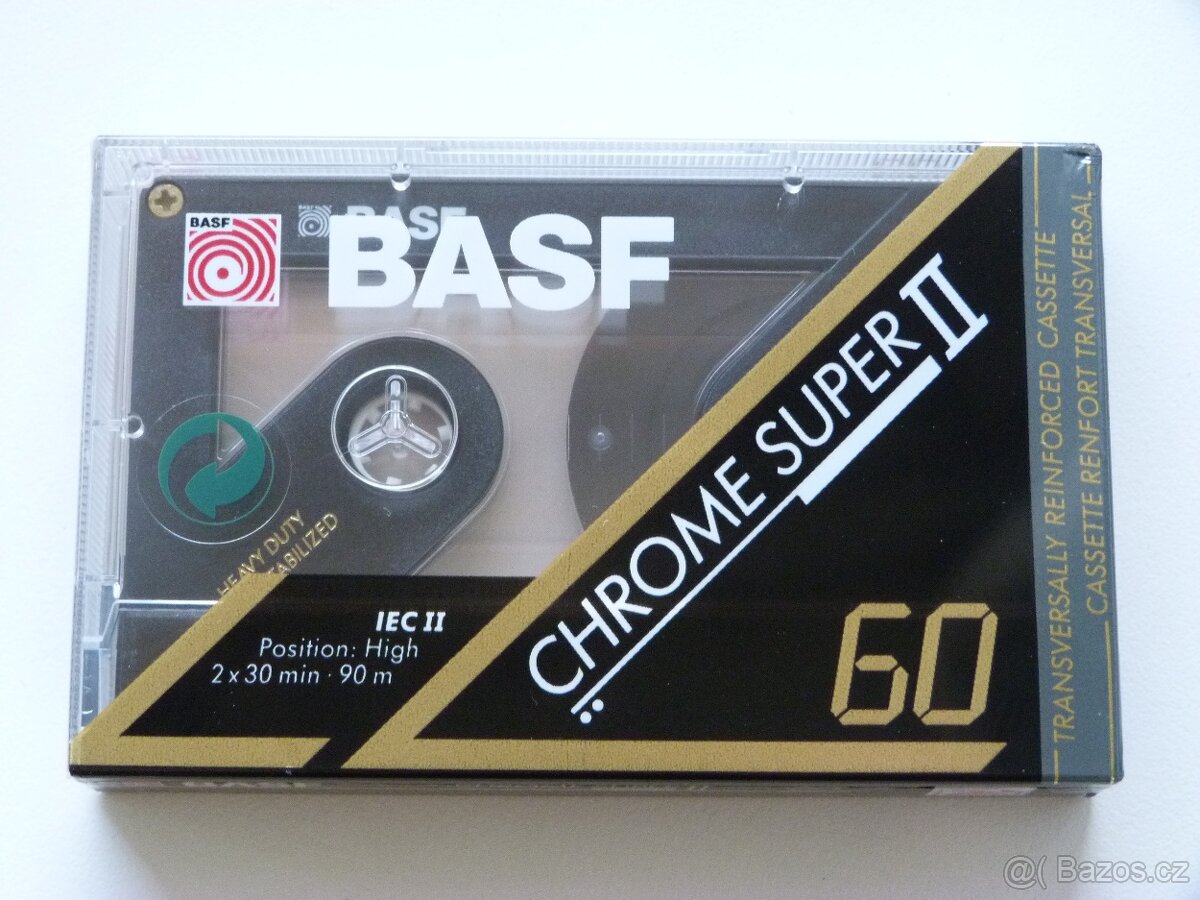 BASF
BASF
BASF
HEAVY DUTY
IEC II
Position: High
2 x 30 min · 90 m
CHROME SUPER II
60
TRANSVERSALLY REINFORCED CASSETTE
CASSETTE RENFORT TRANSVERSAL
@( Bazos.cz